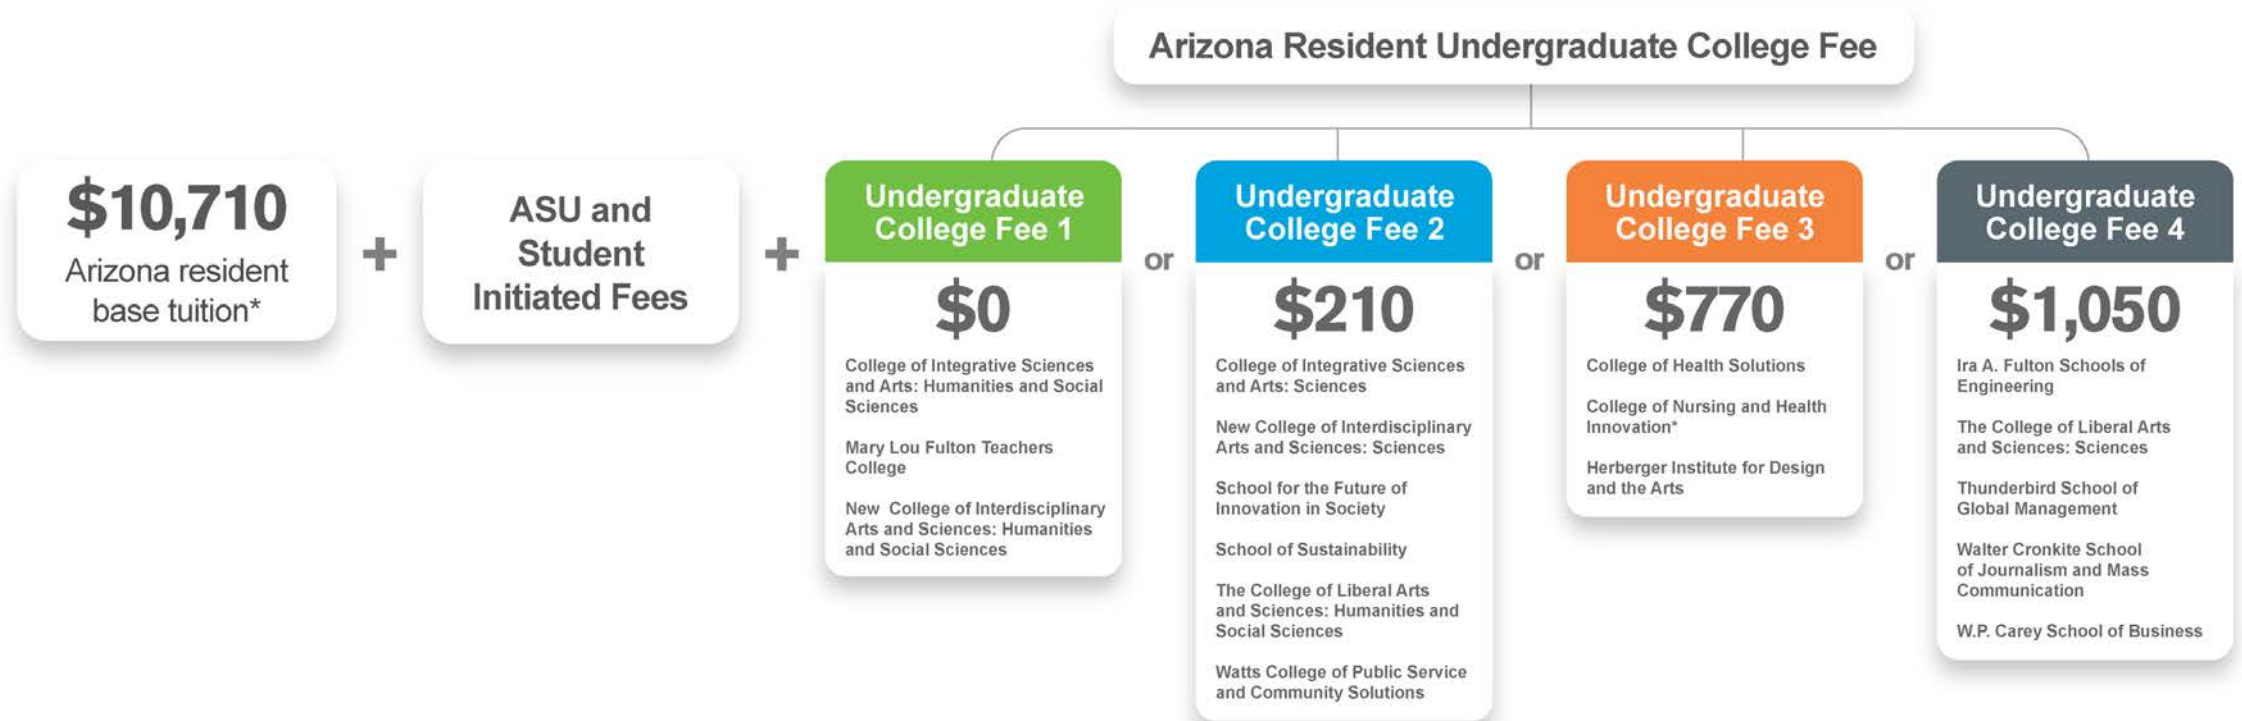 Arizona Resident Undergraduate College Fee
$10,710
Arizona resident
base tuition*
+
ASU and
Student
Initiated Fees
+
Undergraduate
College Fee 1
$0
College of Integrative Sciences
and Arts: Humanities and Social
Sciences
Mary Lou Fulton Teachers
College
New College of Interdisciplinary
Arts and Sciences: Humanities
and Social Sciences
or
Undergraduate
College Fee 2
$210
College of Integrative Sciences
and Arts: Sciences
New College of Interdisciplinary
Arts and Sciences: Sciences
School for the Future of
Innovation in Society
School of Sustainability
The College of Liberal Arts
and Sciences: Humanities and
Social Sciences
Watts College of Public Service
and Community Solutions
or
Undergraduate
College Fee 3
$770
College of Health Solutions
College of Nursing and Health
Innovation*
Herberger Institute for Design
and the Arts
or
Undergraduate
College Fee 4
$1,050
Ira A. Fulton Schools of
Engineering
The College of Liberal Arts
and Sciences: Sciences
Thunderbird School of
Global Management
Walter Cronkite School
of Journalism and Mass
Communication
W.P. Carey School of Business